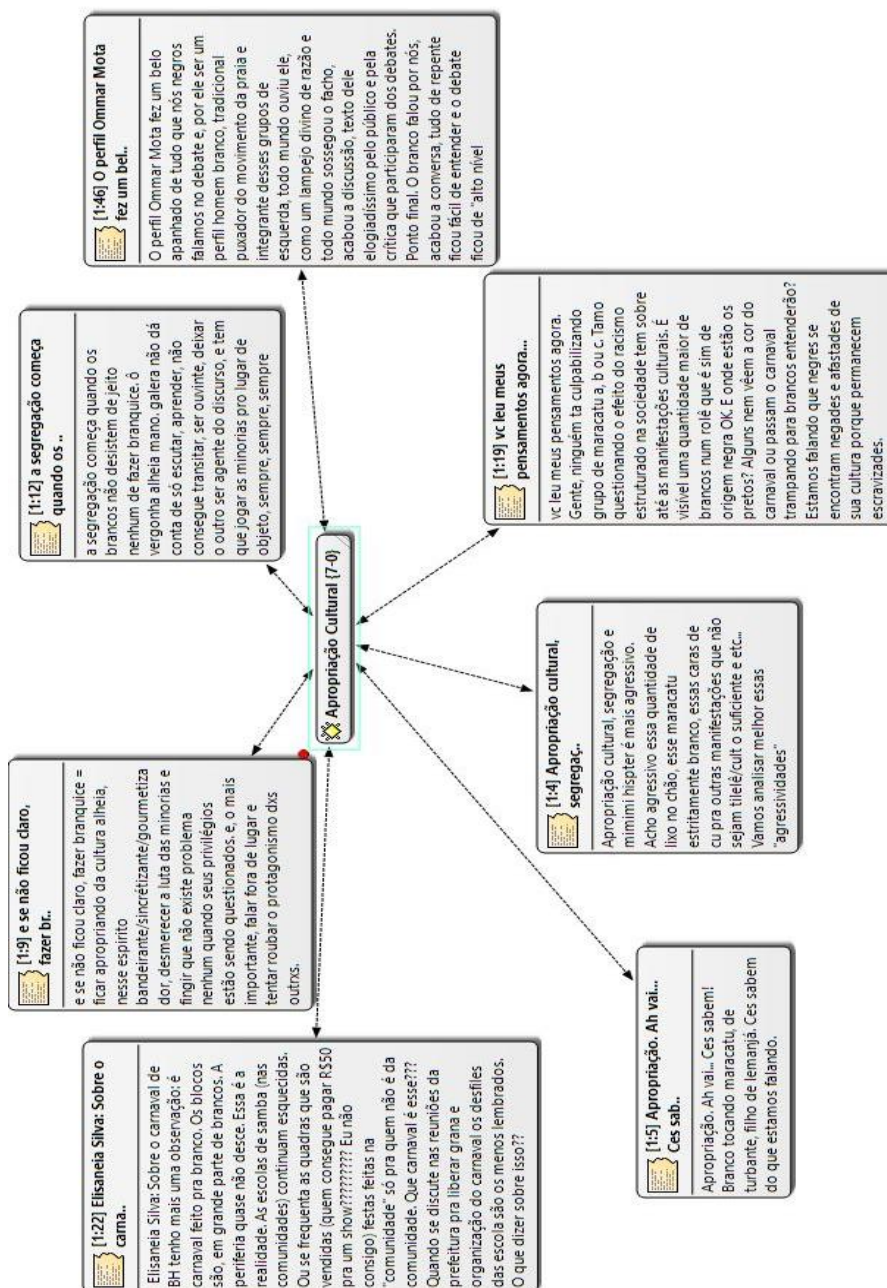 [1:22] Elisaneia Silva: Sobre o
carna..
Elisaneia Silva: Sobre o carnaval de
BH tenho mais uma observação: é
carnaval feito pra branco. Os blocos
são, em grande parte de brancos. A
periferia quase não desce. Essa é a
realidade. As escolas de samba (nas
comunidades) continuam esquecidas.
Ou se frequenta as quadras que são
vendidas (quem consegue pagar R$50
pra um show????????? Eu não
consigo) festas feitas na
"comunidade" só pra quem não é da
comunidade. Que carnaval é esse???
Quando se discute nas reuniões da
prefeitura pra liberar grana e
organização do carnaval os desfiles
das escola são os menos lembrados.
O que dizer sobre isso??
[1:9] e se não ficou claro,
fazer br..
e se não ficou claro, fazer branquice =
ficar apropriando da cultura alheia,
nesse espirito
bandeirante/sincrétizante/gourmetiza
dor, desmerecer a luta das minorias e
fingir que não existe problema
nenhum quando seus privilégios
estão sendo questionados. e, o mais
importante, falar fora de lugar e
tentar roubar o protagonismo dxs
outrxs.
[1:12] a segregação começa
quando os ..
a segregação começa quando os
brancos não desistem de jeito
nenhum de fazer branquice. ô
vergonha alheia mano, galera não dá
conta de só escutar, aprender, não
consegue transitar, ser ouvinte, deixar
o outro ser agente do discurso, e tem
que jogar as minorias pro lugar de
objeto, sempre, sempre, sempre
[1:46] O perfil Ommar Mota
fez um bel..
O perfil Ommar Mota fez um belo
apanhado de tudo que nós negros
falamos no debate e, por ele ser um
perfil homem branco, tradicional
puxador do movimento da praia e
integrante desses grupos de
esquerda, todo mundo ouviu ele,
como um lampejo divino de razão e
todo mundo sossegou o facho,
acabou a discussão, texto dele
elogiadíssimo pelo público e pela
crítica que participaram dos debates.
Ponto final. O branco falou por nós,
acabou a conversa, tudo de repente
ficou fácil de entender e o debate
ficou de "alto nível
Apropriação Cultural {7-0}
[1:5] Apropriação. Ah vai...
Ces sab..
Apropriação. Ah vai... Ces sabem!
Branco tocando maracatu, de
turbante, filho de Iemanjá. Ces sabem
do que estamos falando.
[1:4] Apropriação cultural,
segregaç..
Apropriação cultural, segregação e
mimimi hispter é mais agressivo.
Acho agressivo essa quantidade de
lixo no chão, esse maracatu
estritamente branco, essas caras de
cu pra outras manifestações que não
sejam tilelê/cult o suficiente e etc...
Vamos analisar melhor essas
"agressividades"
[1:19] vc leu meus
pensamentos agora...
vc leu meus pensamentos agora.
Gente, ninguém ta culpabilizando
grupo de maracatu a, b ou c. Tamo
questionando o efeito do racismo
estruturado na sociedade tem sobre
até as manifestações culturais. É
visível uma quantidade maior de
brancos num rolê que é sim de
origem negra OK. E onde estão os
pretos? Alguns nem vêem a cor do
carnaval ou passam o carnaval
trampando para brancos entenderão?
Estamos falando que negres se
encontram negades e afastades de
sua cultura porque permanecem
escravizades.